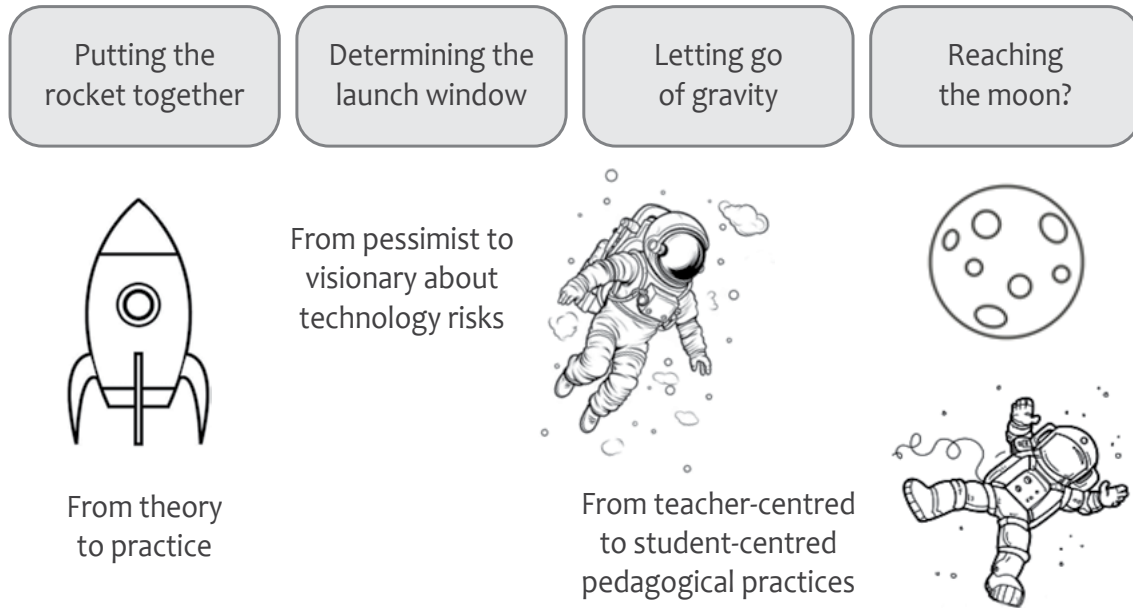 Putting the
rocket together
Determining the
launch window
Letting go
of gravity
Reaching
the moon?
From theory
to practice
From pessimist to
visionary about
technology risks
From teacher-centred
to student-centred
pedagogical practices